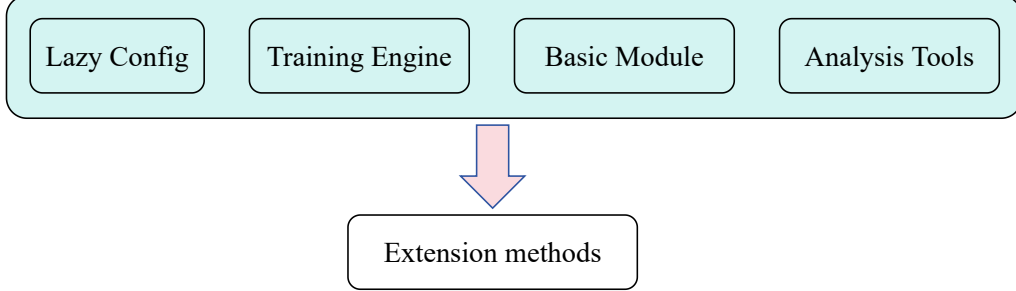 Lazy Config
Training Engine
Basic Module
Analysis Tools
Extension methods